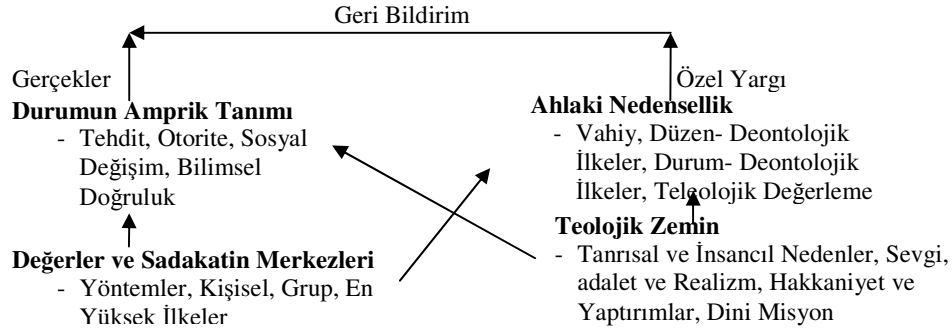 Geri Bildirim
Gerçekler
Durumun Amprik Tanımı
- Tehdit, Otorite, Sosyal
Değişim, Bilimsel
Doğruluk
Değerler ve Sadakatin Merkezleri
- Yöntemler, Kişisel, Grup, En
Yüksek İlkeler
Özel Yargı
Ahlaki Nedensellik
- Vahiy, Düzen- Deontolojik
İlkeler, Durum- Deontolojik
İlkeler, Teleolojik Değerleme
Teolojik Zemin
- Tanrısal ve İnsancıl Nedenler, Sevgi,
adalet ve Realizm, Hakkaniyet ve
Yaptırımlar, Dini Misyon